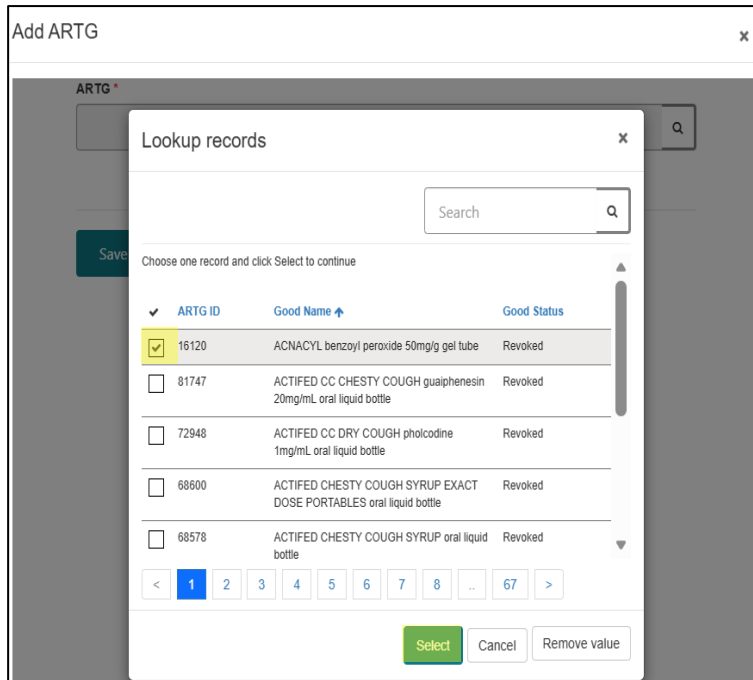 Add ARTG ×
ARTG *
Lookup records ×
Search
Save
Choose one record and click Select to continue
ARTG ID Good Name Good Status
16120 ACNACYL benzoyl peroxide 50mg/g gel tube Revoked
81747 ACTIFED CC CHESTY COUGH guaiphenesin Revoked
20mg/mL oral liquid bottle
72948 ACTIFED CC DRY COUGH pholcodine Revoked
1mg/mL oral liquid bottle
68600 ACTIFED CHESTY COUGH SYRUP EXACT Revoked
DOSE PORTABLES oral liquid bottle
68578 ACTIFED CHESTY COUGH SYRUP oral liquid Revoked
bottle
< 1 2 3 4 5 6 7 8 .. 67 >
Select Cancel Remove value